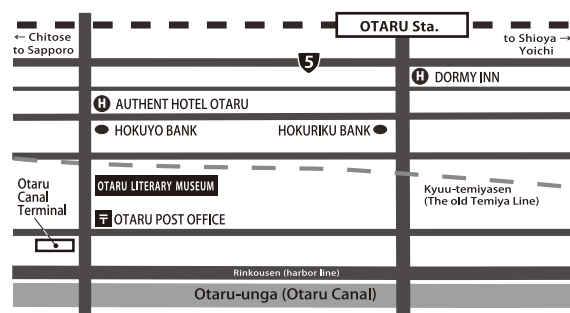 OTARU Sta.
← Chitose
to Sapporo
to Shioya →
Yoichi
5
H DORMY INN
H AUTHENT HOTEL OTARU
HOKUYO BANK
HOKURIKU BANK
OTARU LITERARY MUSEUM
Otaru
Canal
Terminal
Kyuu-temiyasen
(The old Temiya Line)
〒 OTARU POST OFFICE
Rinkousen (harbor line)
Otaru-unga (Otaru Canal)